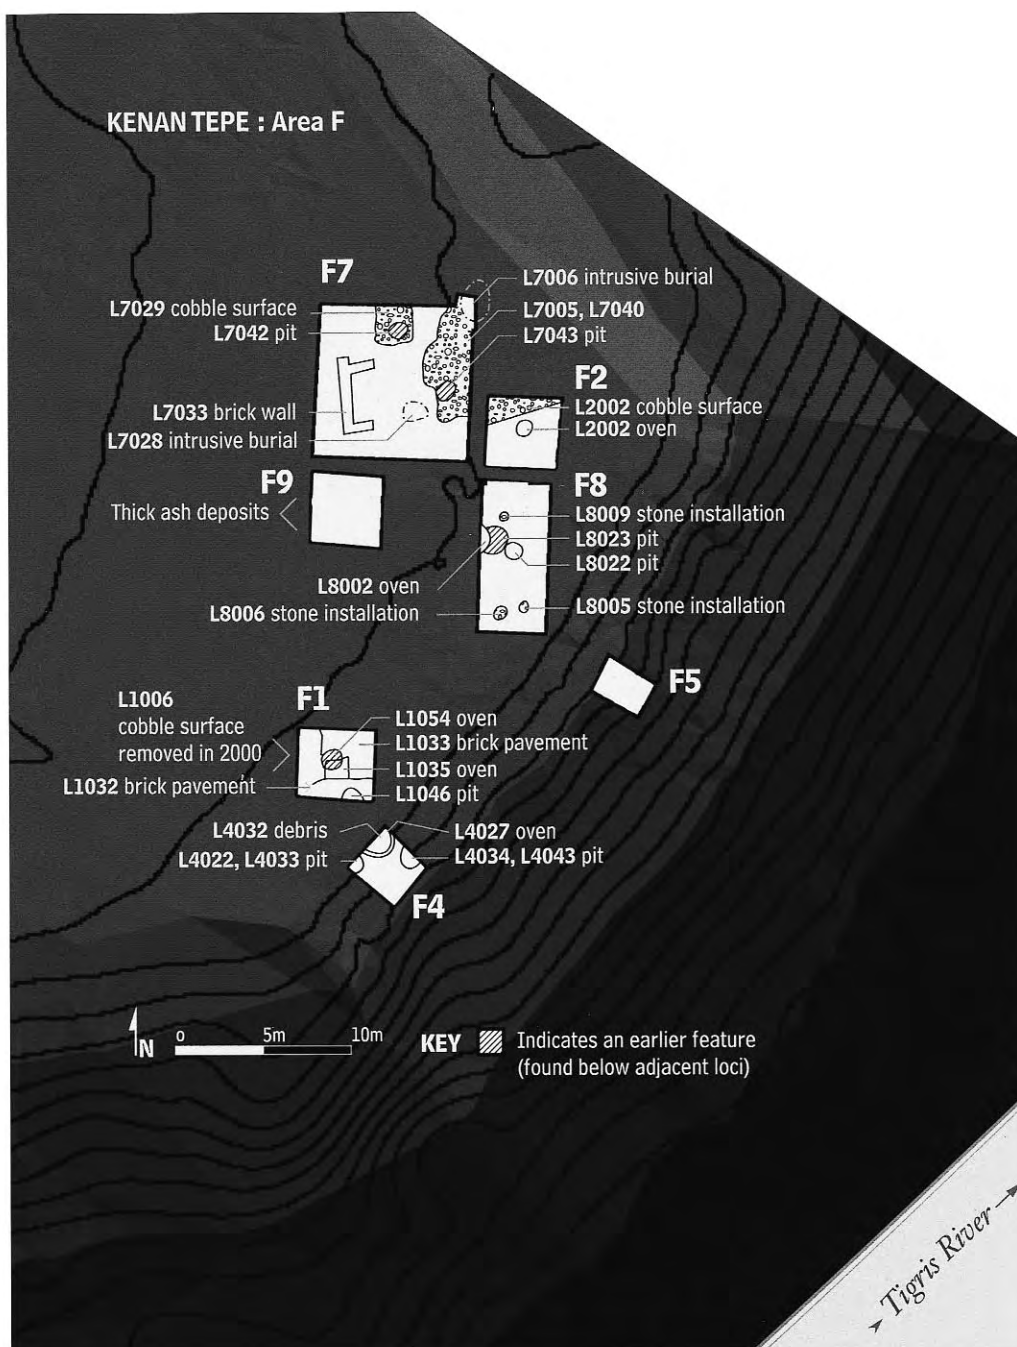 KENAN TEPE : Area F
F7
L7006 intrusive burial
L7029 cobble surface
L7005, L7040
L7042 pit
L7043 pit
F2
L7033 brick wall
L2002 cobble surface
L7028 intrusive burial
L2002 oven
F9
F8
Thick ash deposits
L8009 stone installation
L8023 pit
L8022 pit
L8002 oven
L8006 stone installation
L8005 stone installation
F5
L1006
cobble surface
removed in 2000
F1
L1054 oven
L1033 brick pavement
L1035 oven
L1032 brick pavement
L1046 pit
L4032 debris
L4027 oven
L4022, L4033 pit
L4034, L4043 pit
F4
N
0 5m 10m
KEY
Indicates an earlier feature
(found below adjacent loci)
Tigris River